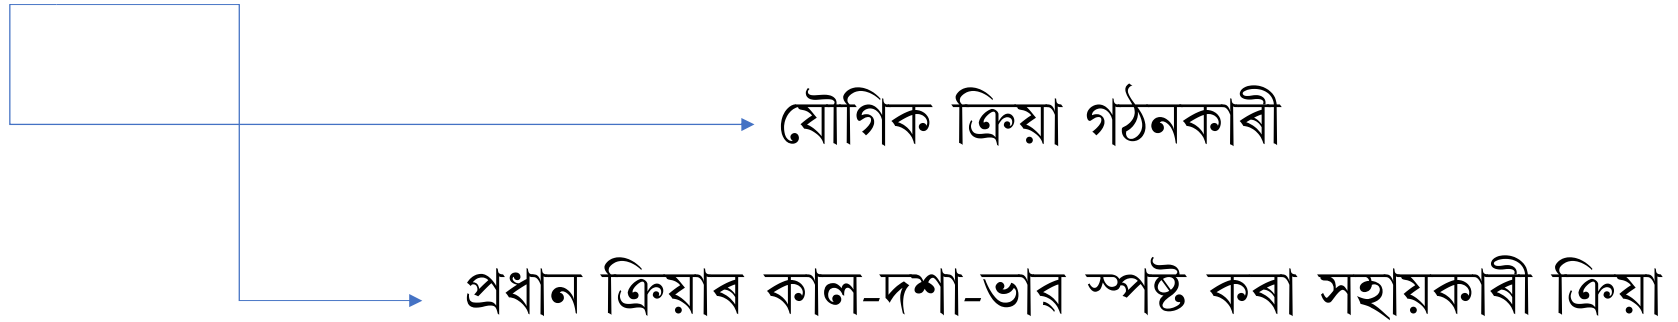 যৌগিক ক্ৰিয়া গঠনকাৰী
প্ৰধান ক্ৰিয়াৰ কাল-দশা-ভাৱ স্পষ্ট কৰা সহায়কাৰী ক্ৰিয়া